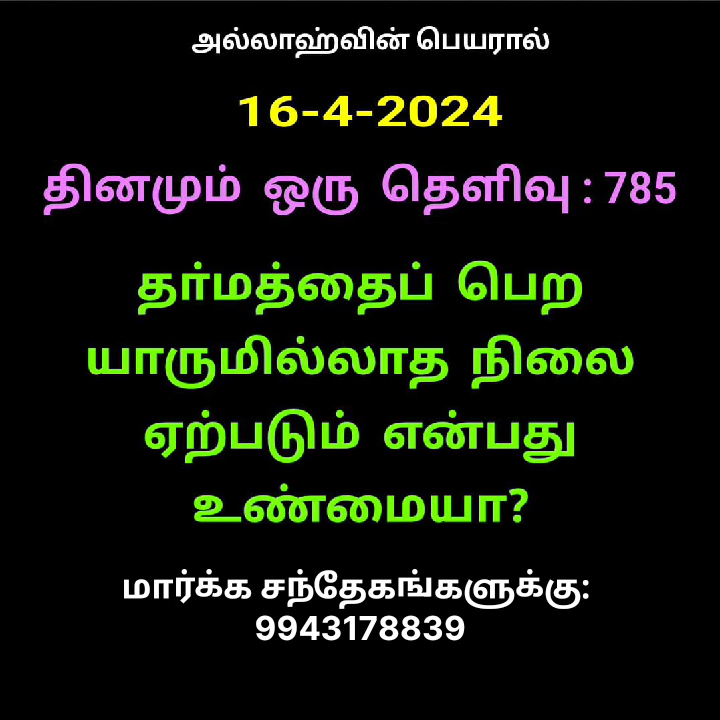 அல்லாஹ்வின் பெயரால்
16-4-2024
தினமும் ஒரு தெளிவு : 785
தர்மத்தைப் பெற
யாருமில்லாத நிலை
ஏற்படும் என்பது
உண்மையா?
மார்க்க சந்தேகங்களுக்கு:
9943178839